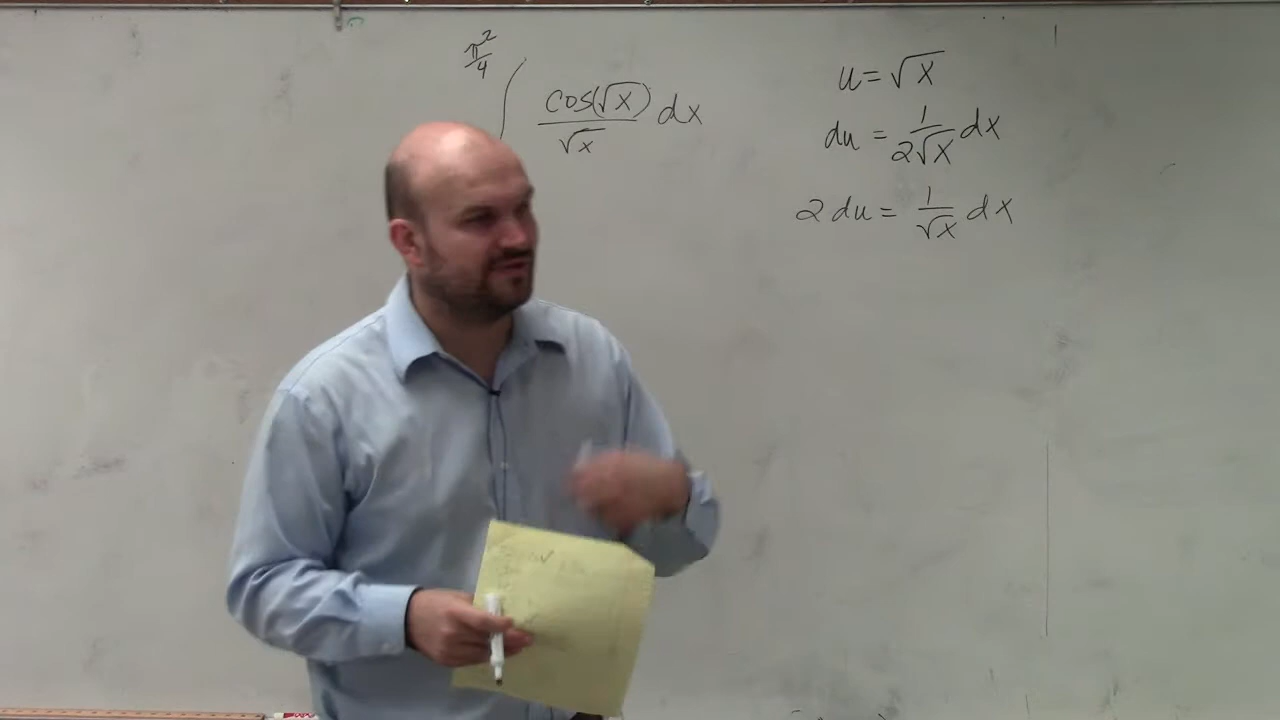 π²/4
∫ cos(√x)/√x dx
u = √x
du = 1/(2√x) dx
2 du = 1/√x dx